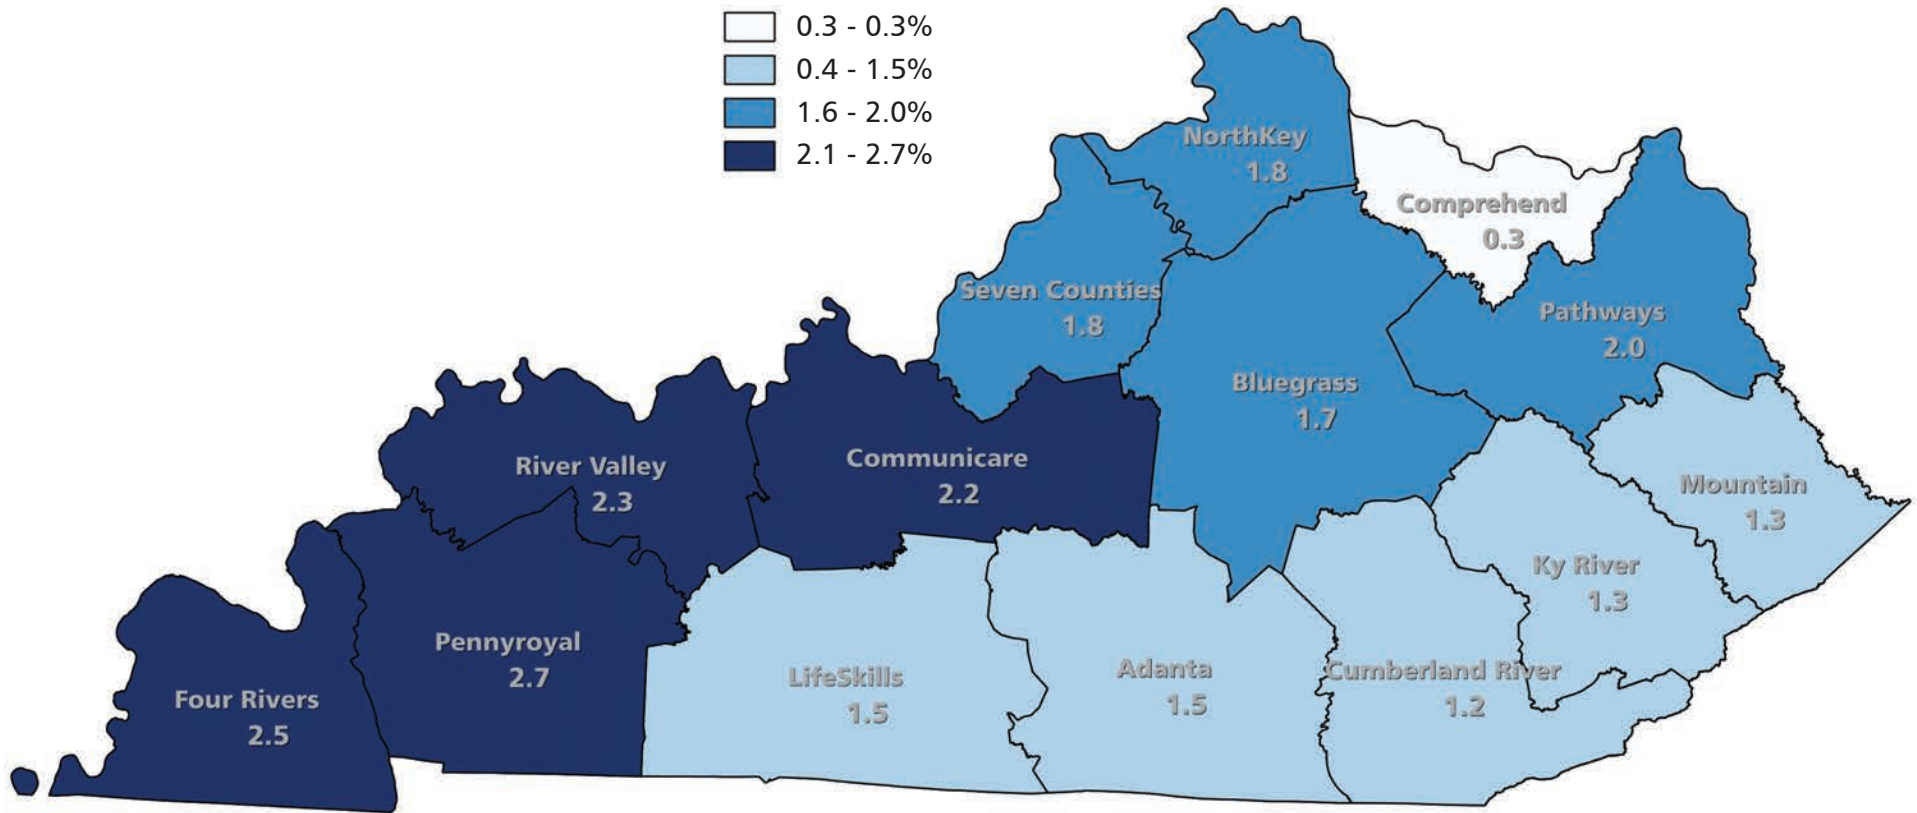 0.3 - 0.3%
0.4 - 1.5%
1.6 - 2.0%
2.1 - 2.7%
NorthKey
1.8
Comprehend
0.3
Seven Counties
1.8
Pathways
2.0
Bluegrass
1.7
River Valley
2.3
Communicare
2.2
Mountain
1.3
Ky River
1.3
Pennyroyal
2.7
Four Rivers
2.5
LifeSkills
1.5
Adanta
1.5
Cumberland River
1.2